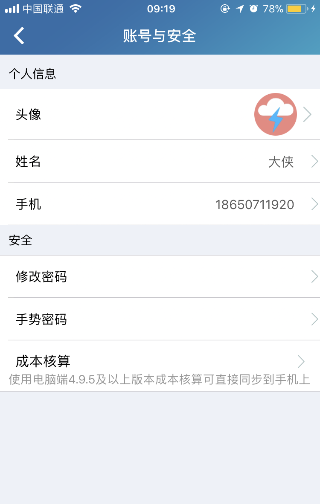 中国联通 09:19 78%
账号与安全
个人信息
头像
姓名 大侠
手机 18650711920
安全
修改密码
手势密码
成本核算
使用电脑端4.9.5及以上版本成本核算可直接同步到手机上